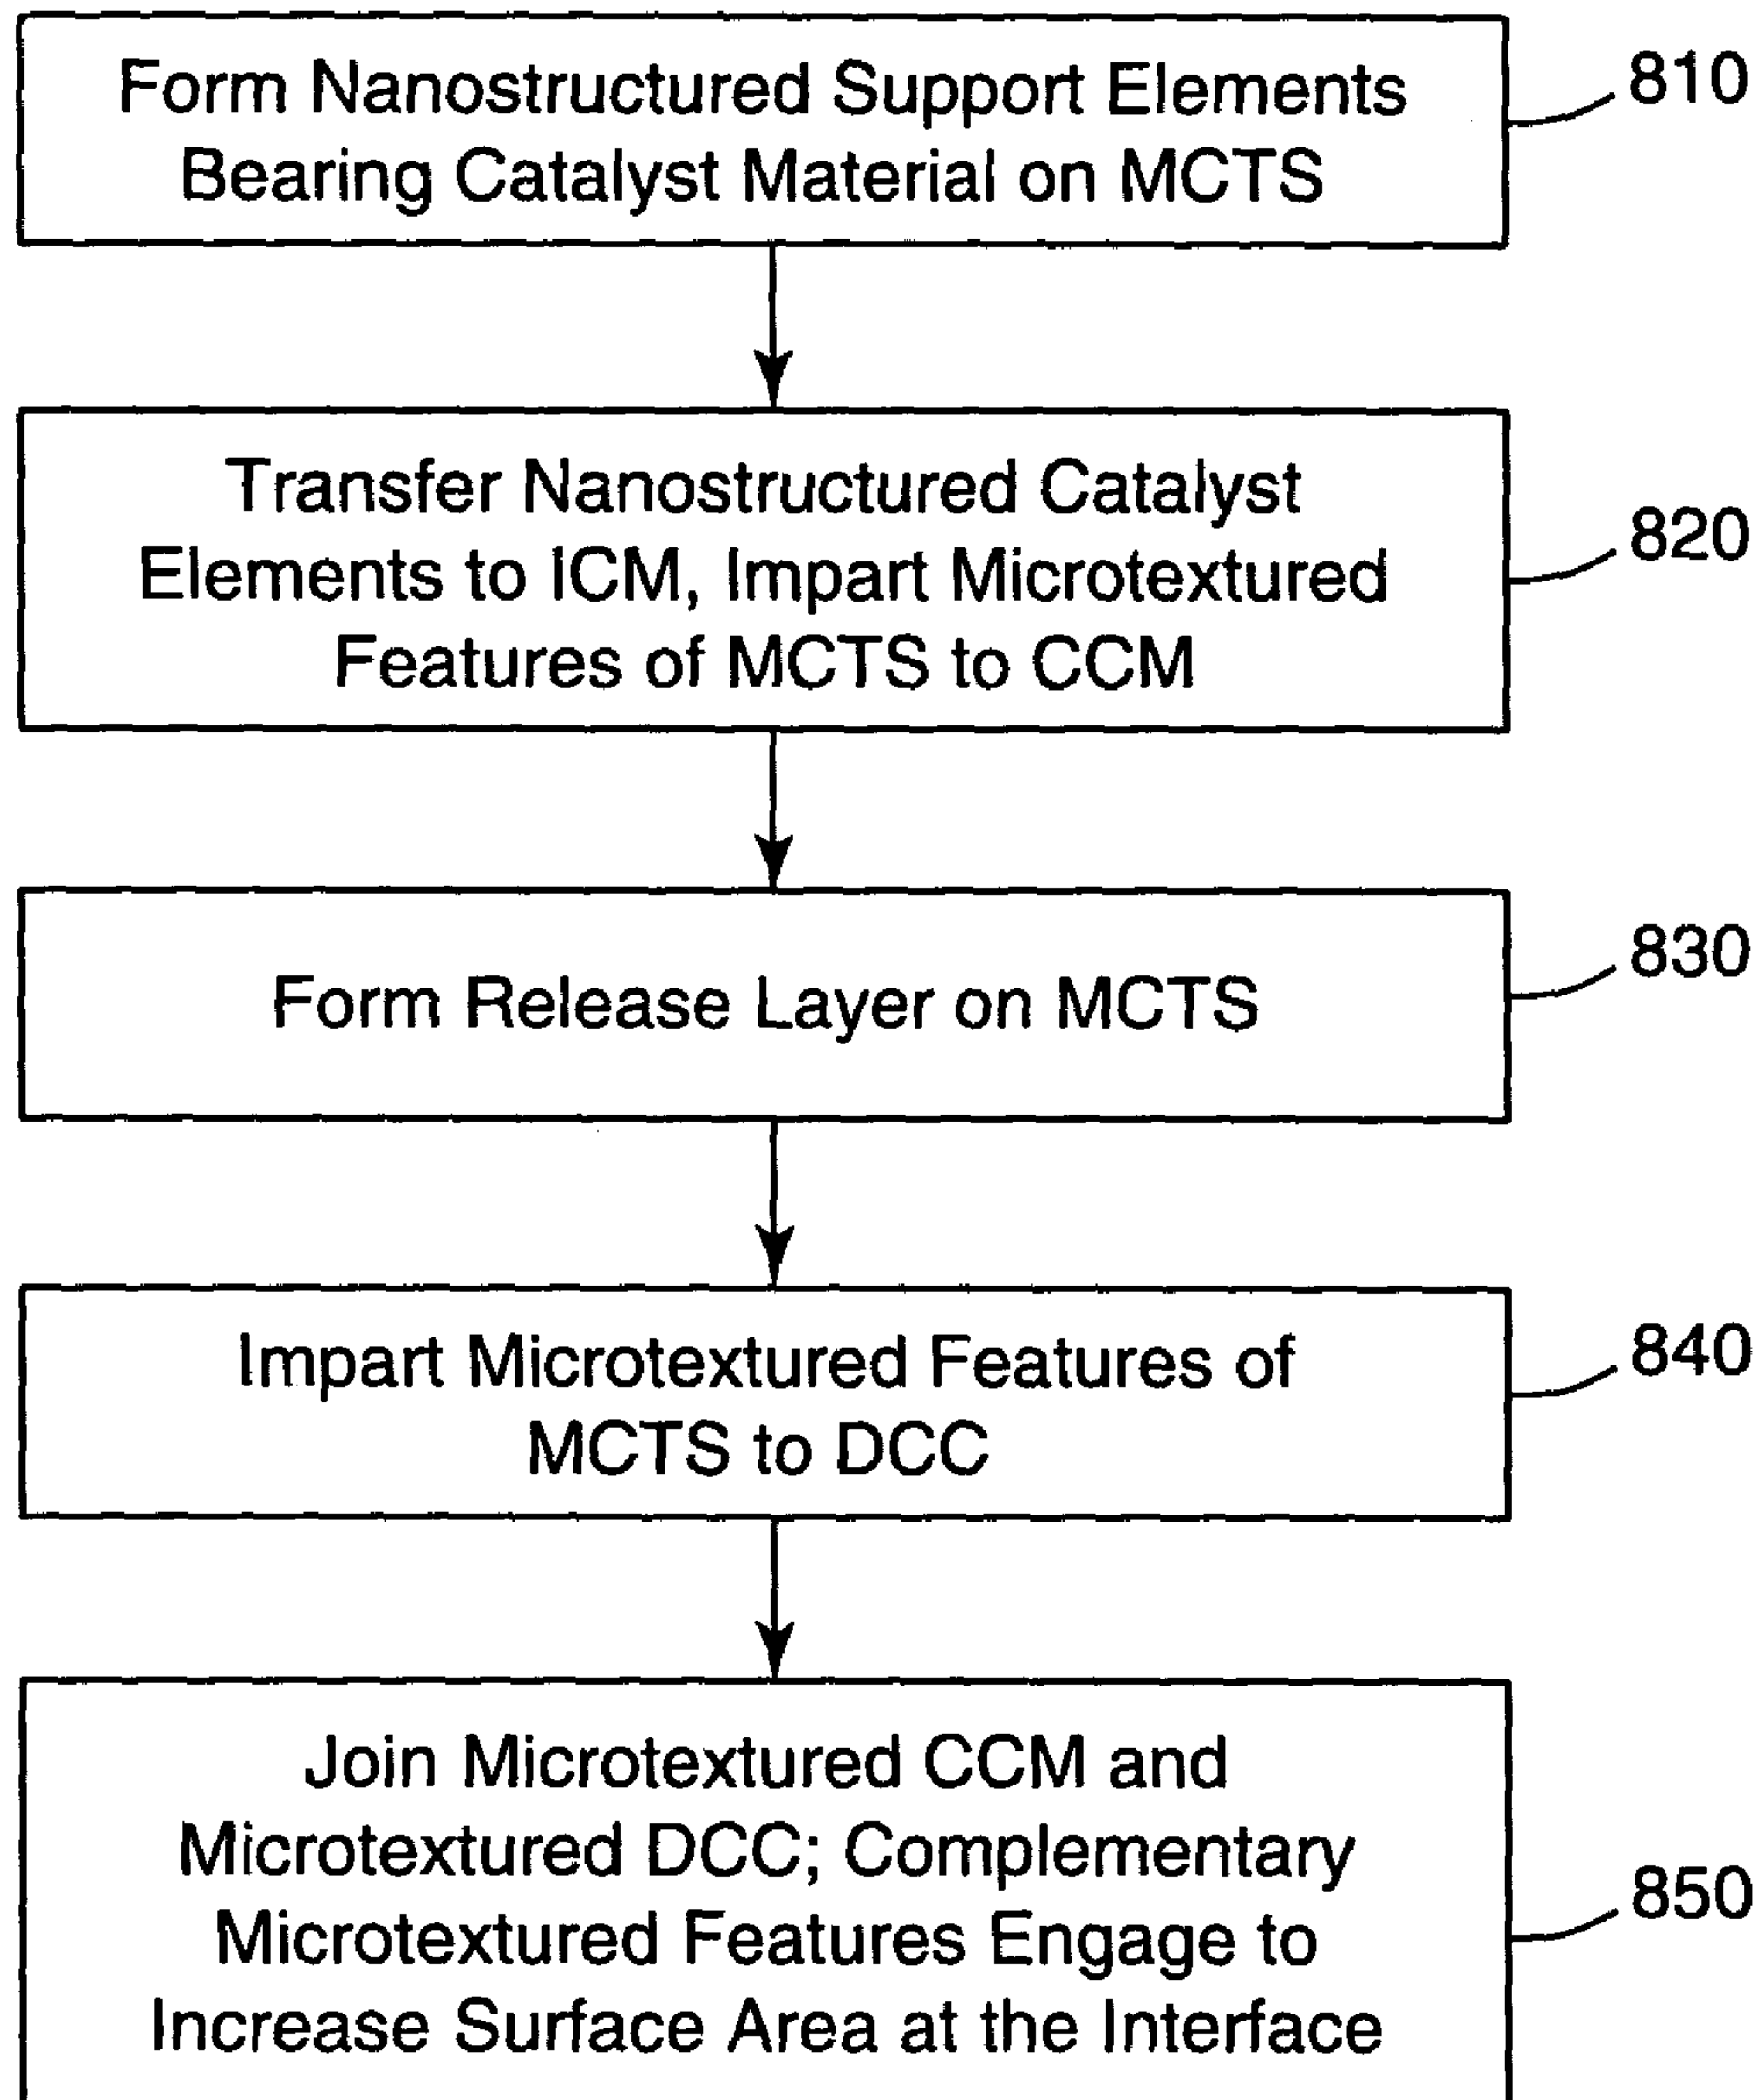 Form Nanostructured Support Elements
Bearing Catalyst Material on MCTS
810
Transfer Nanostructured Catalyst
Elements to ICM, Impart Microtextured
Features of MCTS to CCM
820
Form Release Layer on MCTS
830
Impart Microtextured Features of
MCTS to DCC
840
Join Microtextured CCM and
Microtextured DCC; Complementary
Microtextured Features Engage to
Increase Surface Area at the Interface
850